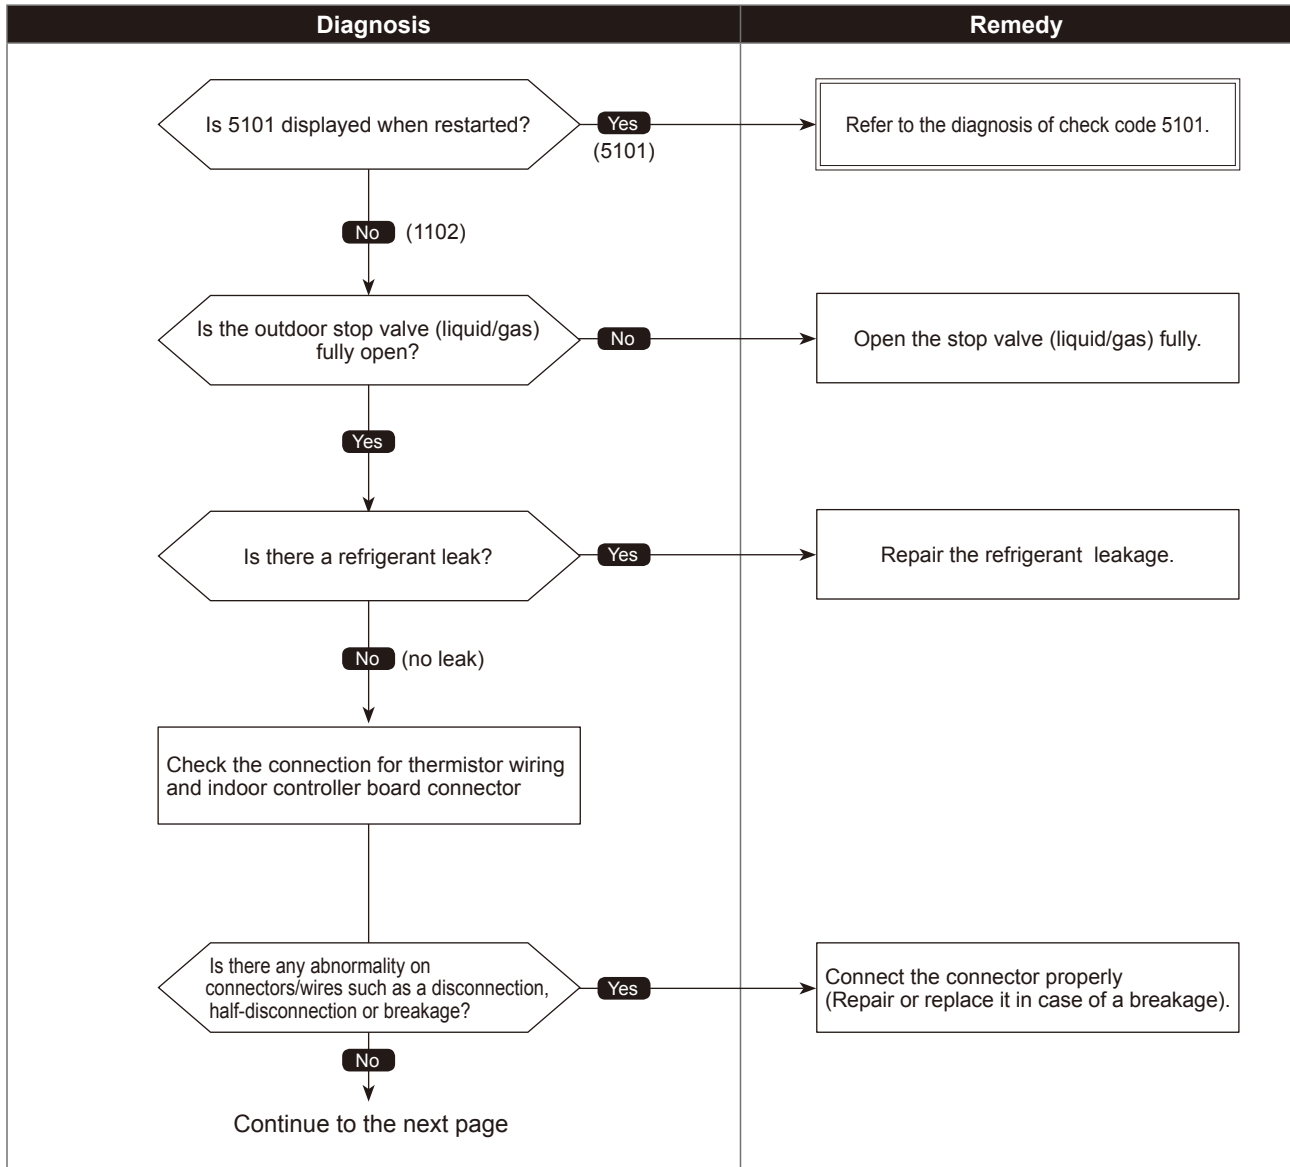 Diagnosis
Remedy
Is 5101 displayed when restarted?
Yes
(5101)
Refer to the diagnosis of check code 5101.
No (1102)
Is the outdoor stop valve (liquid/gas)
fully open?
No
Open the stop valve (liquid/gas) fully.
Yes
Is there a refrigerant leak?
Yes
Repair the refrigerant leakage.
No (no leak)
Check the connection for thermistor wiring
and indoor controller board connector
Is there any abnormality on
connectors/wires such as a disconnection,
half-disconnection or breakage?
Yes
Connect the connector properly
(Repair or replace it in case of a breakage).
No
Continue to the next page